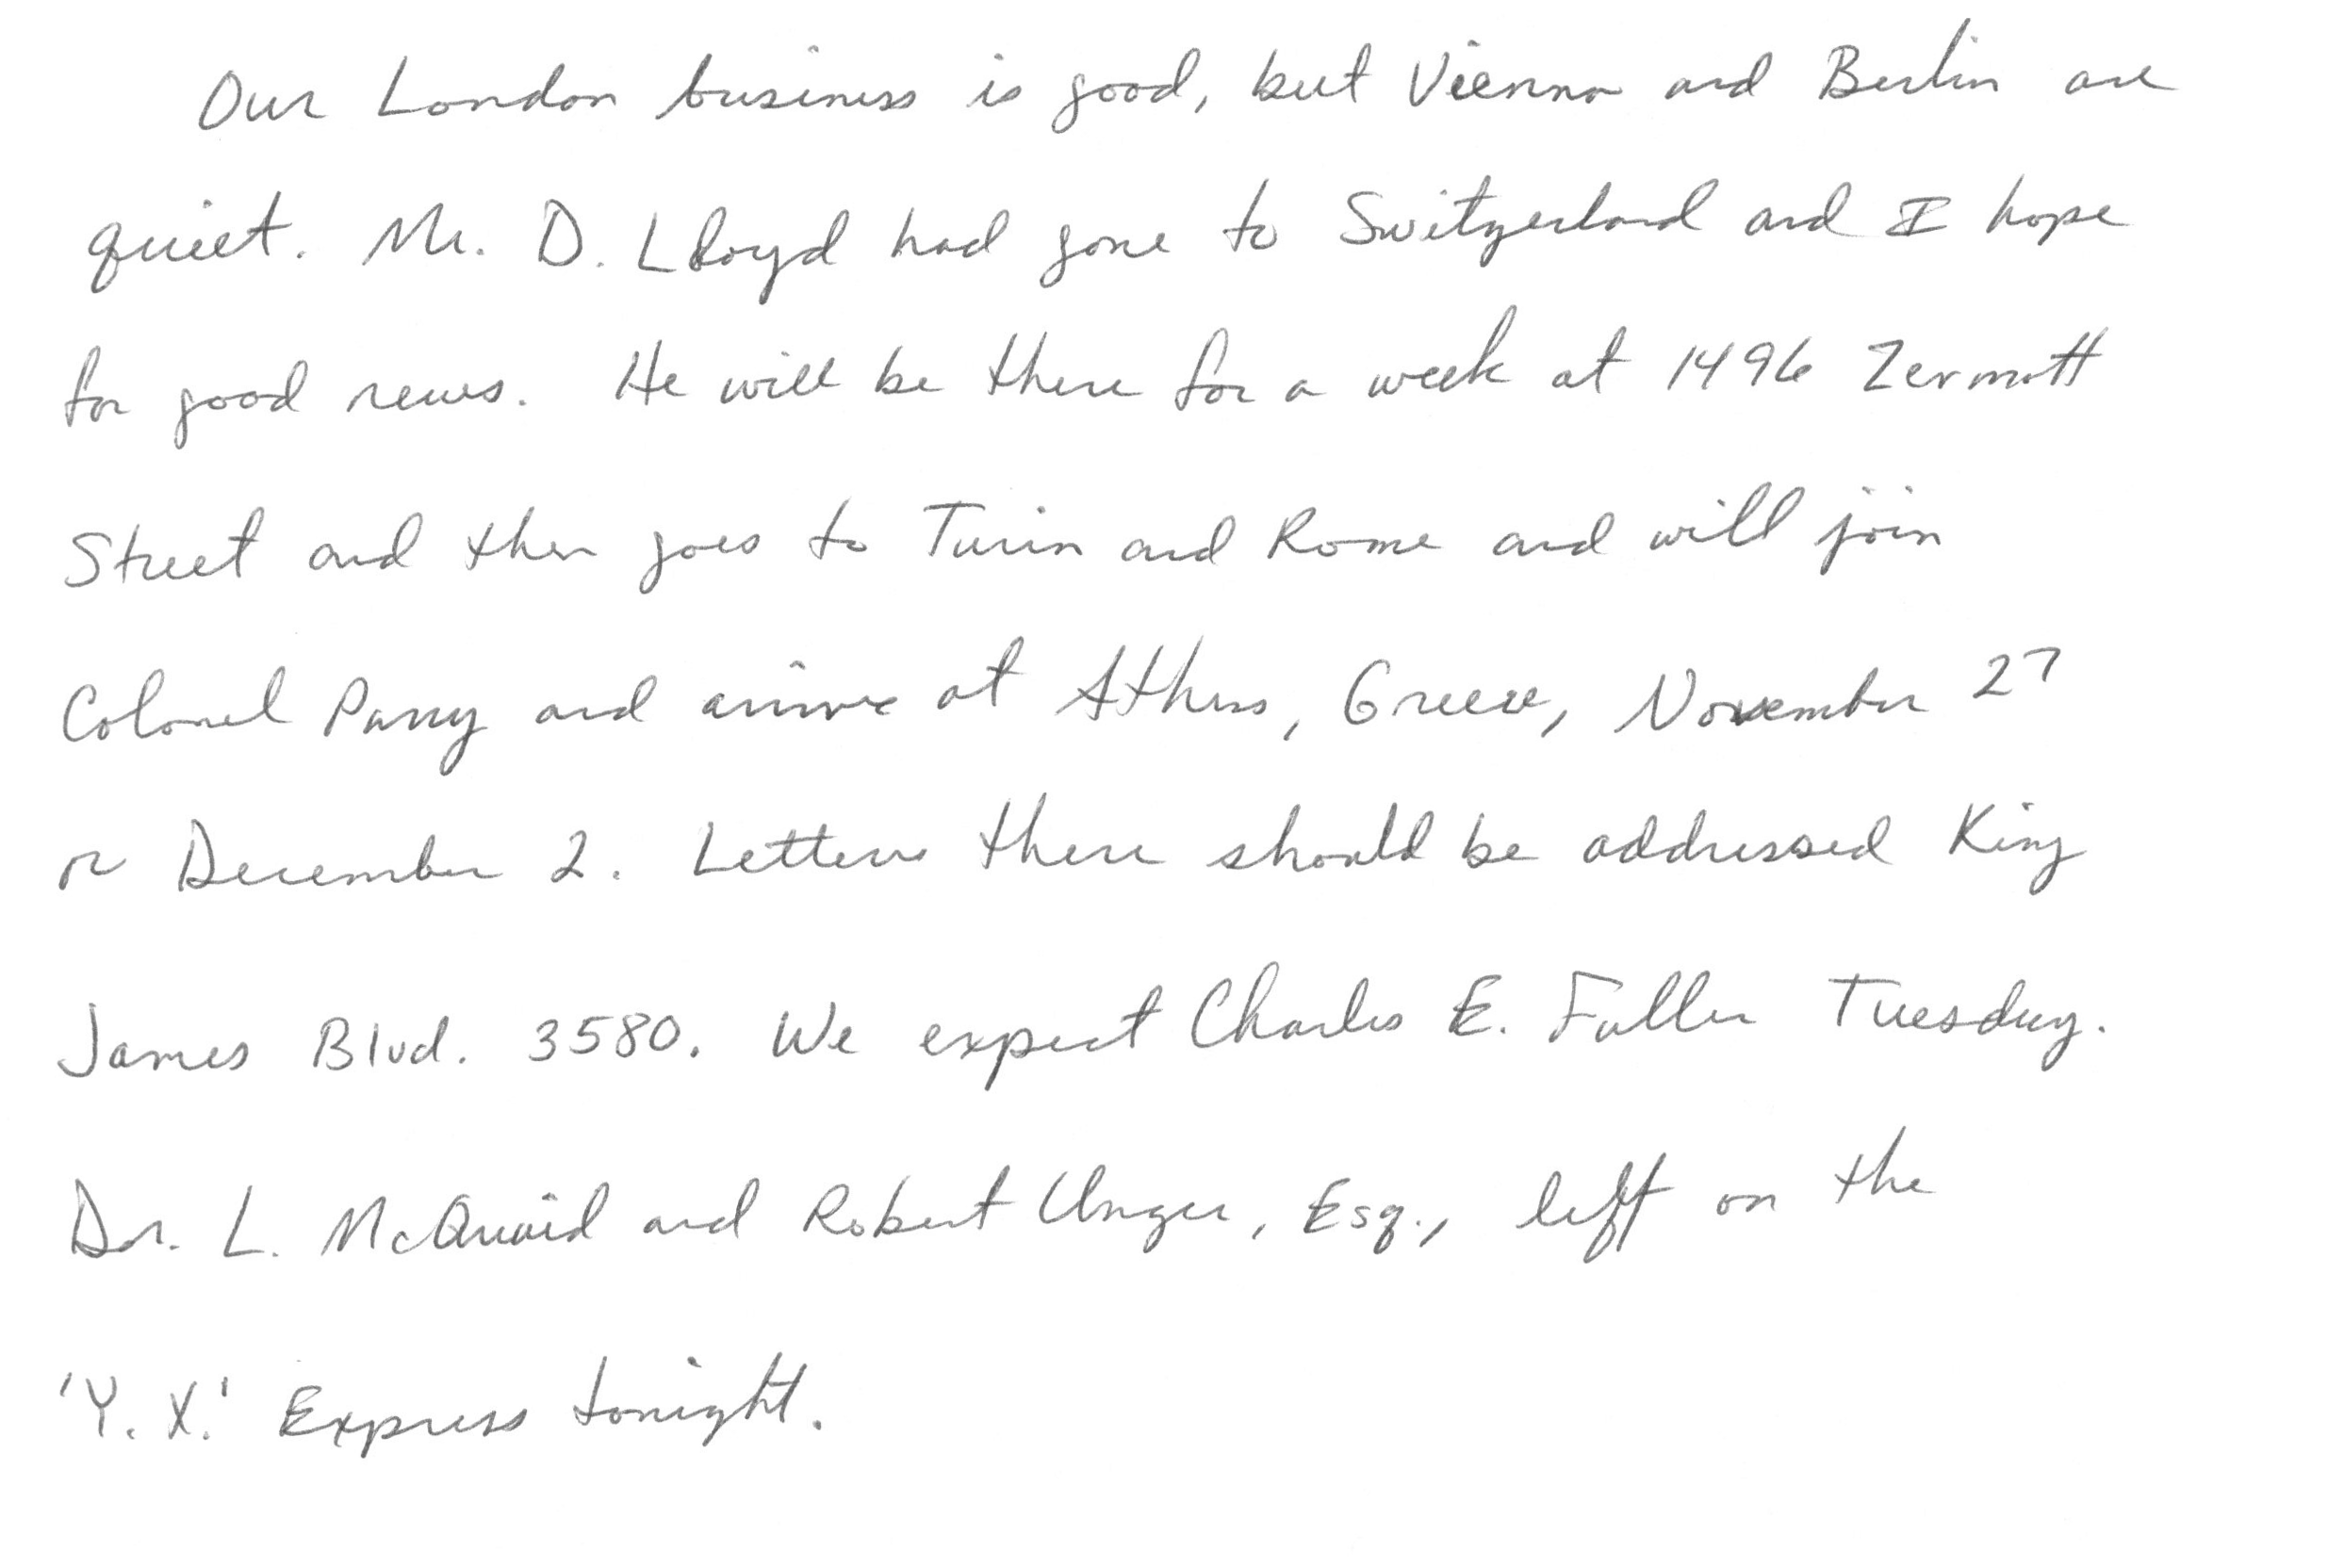 Our London business is good, but Vienna and Berlin are
quiet. Mr. D. Lloyd had gone to Switzerland and I hope
for good news. He will be there for a week at 1496 Zermott
Street and then goes to Turin and Rome and will join
Colonel Parry and arrive at Athens, Greece, November 27
or December 2. Letters there should be addressed King
James Blvd. 3580. We expect Charles E. Fuller Tuesday.
Dr. L. McQuaid and Robert Unger, Esq., left on the
'Y. X.' Express tonight.